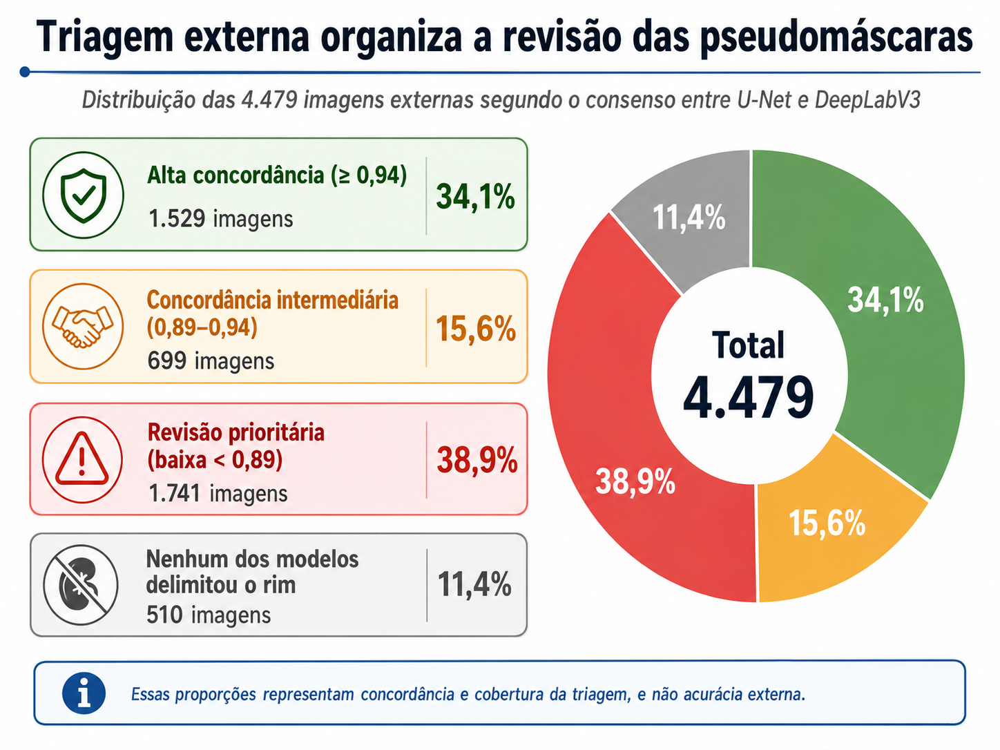 Triagem externa organiza a revisão das pseudomáscaras
Distribuição das 4.479 imagens externas segundo o consenso entre U-Net e DeepLabV3
Alta concordância (≥ 0,94)
1.529 imagens
34,1%
Concordância intermediária
(0,89–0,94)
699 imagens
15,6%
Revisão prioritária
(baixa < 0,89)
1.741 imagens
38,9%
Nenhum dos modelos
delimitou o rim
510 imagens
11,4%
11,4%
34,1%
Total
4.479
38,9%
15,6%
Essas proporções representam concordância e cobertura da triagem, e não acurácia externa.